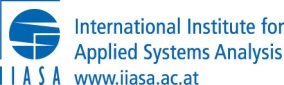 International Institute for
Applied Systems Analysis
IIASA www.iiasa.ac.at